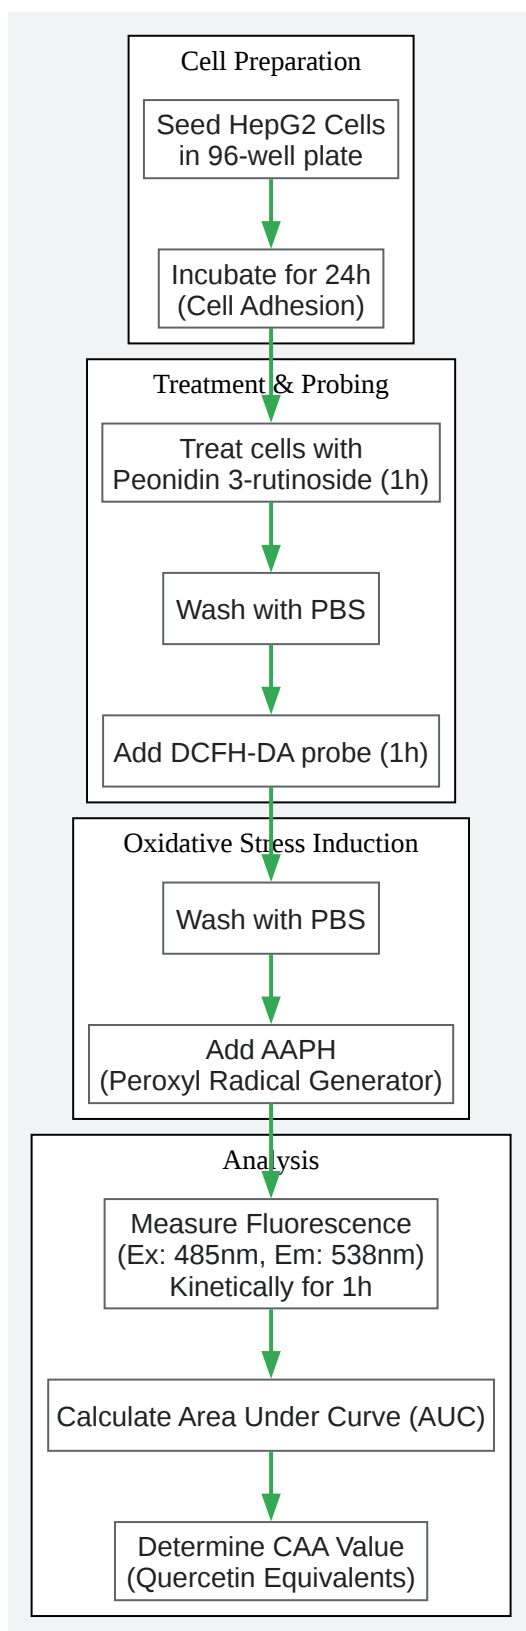 Cell Preparation
Seed HepG2 Cells
in 96-well plate
Incubate for 24h
(Cell Adhesion)
Treatment & Probing
Treat cells with
Peonidin 3-rutinoside (1h)
Wash with PBS
Add DCFH-DA probe (1h)
Oxidative Stress Induction
Wash with PBS
Add AAPH
(Peroxyl Radical Generator)
Analysis
Measure Fluorescence
(Ex: 485nm, Em: 538nm)
Kinetically for 1h
Calculate Area Under Curve (AUC)
Determine CAA Value
(Quercetin Equivalents)